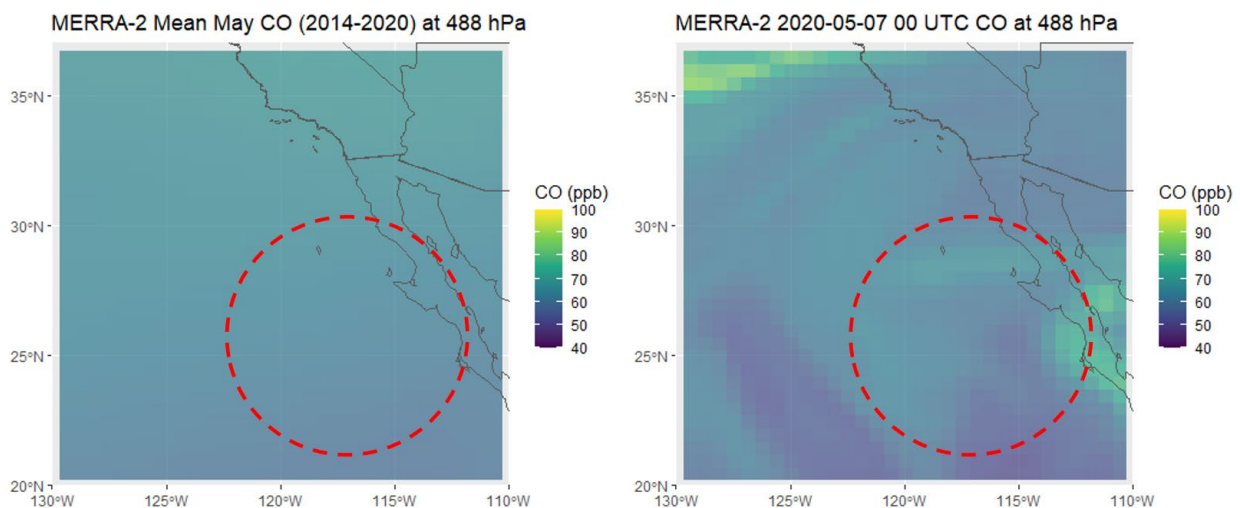 MERRA-2 Mean May CO (2014-2020) at 488 hPa
35°N
30°N
25°N
20°N
130°W
125°W
120°W
115°W
110°W
CO (ppb)
100
90
80
70
60
50
40
MERRA-2 2020-05-07 00 UTC CO at 488 hPa
35°N
30°N
25°N
20°N
130°W
125°W
120°W
115°W
110°W
CO (ppb)
100
90
80
70
60
50
40